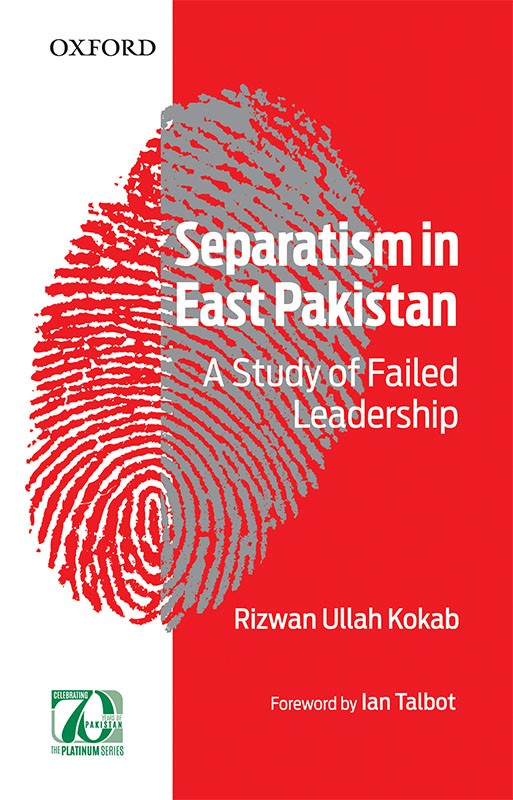 OXFORD
Separatism in
East Pakistan
A Study of Failed
Leadership
Rizwan Ullah Kokab
Foreword by Ian Talbot
CELEBRATING
70
YEARS OF
PAKISTAN
THE PLATINUM SERIES